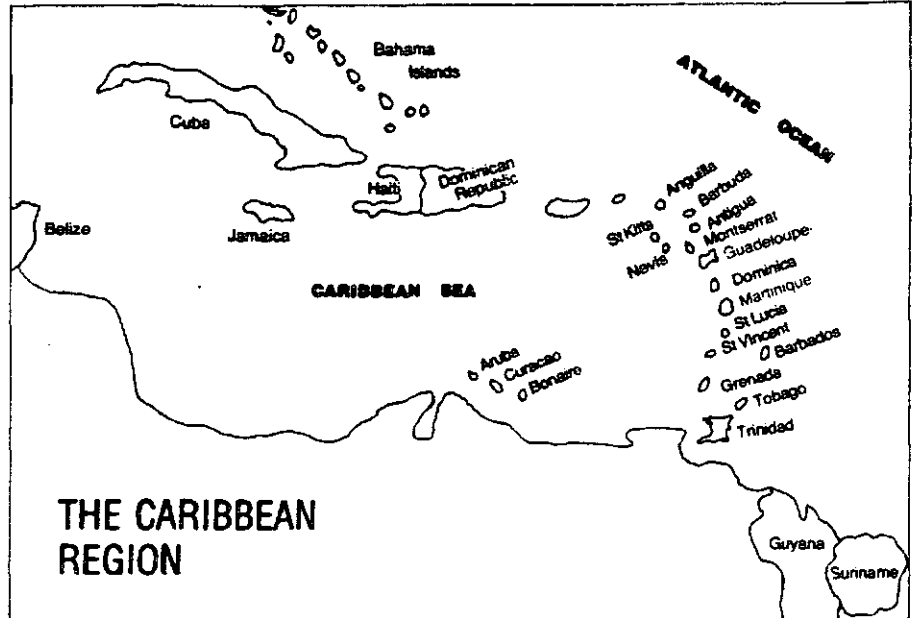 Bahama
Islands
ATLANTIC OCEAN
Cuba
Haiti
Dominican
Republic
Anguilla
Barbuda
Antigua
St Kitts
Montserrat
Nevis
Guadeloupe
Belize
Jamaica
Dominica
CARIBBEAN SEA
Martinique
St Lucia
St Vincent
Barbados
Aruba
Curacao
Bonaire
Grenada
Tobago
Trinidad
THE CARIBBEAN
REGION
Guyana
Suriname